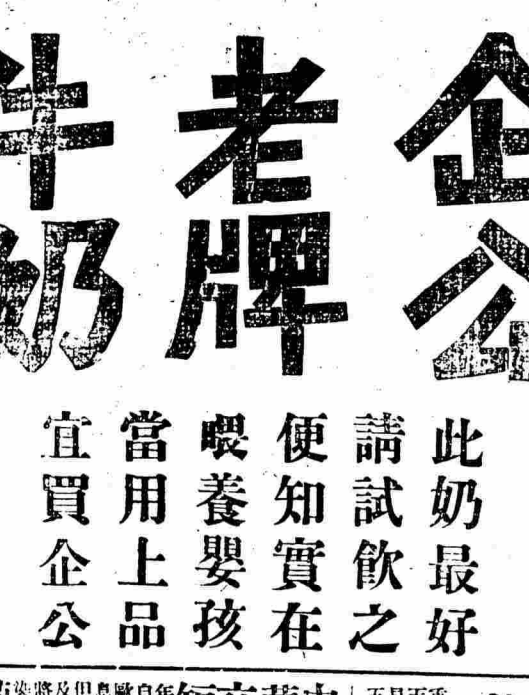 企公
老牌
牛奶
此奶最好
請試飲之
便知實在
喂養嬰孩
當用上品
宜買企公